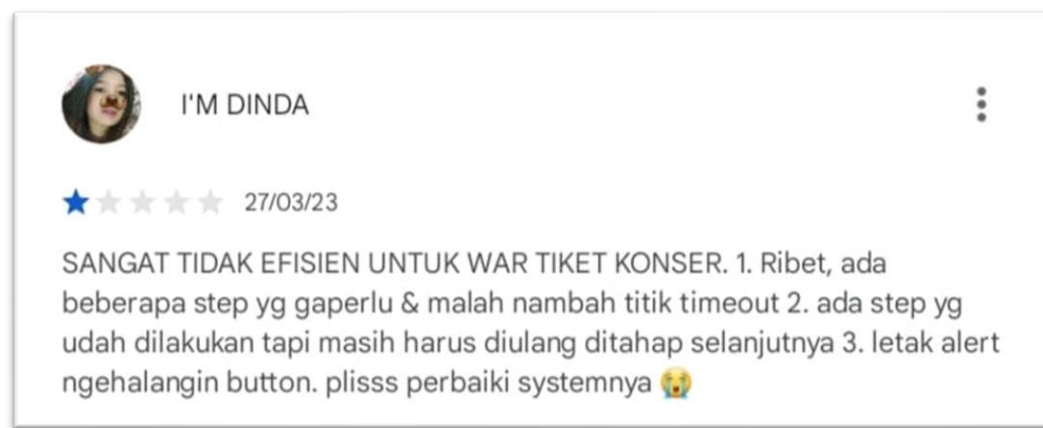 I'M DINDA
27/03/23
SANGAT TIDAK EFISIEN UNTUK WAR TIKET KONSER. 1. Ribet, ada
beberapa step yg gaperlu & malah nambah titik timeout 2. ada step yg
udah dilakukan tapi masih harus diulang ditahap selanjutnya 3. letak alert
ngehalangin button. plisss perbaiki systemnya 😭